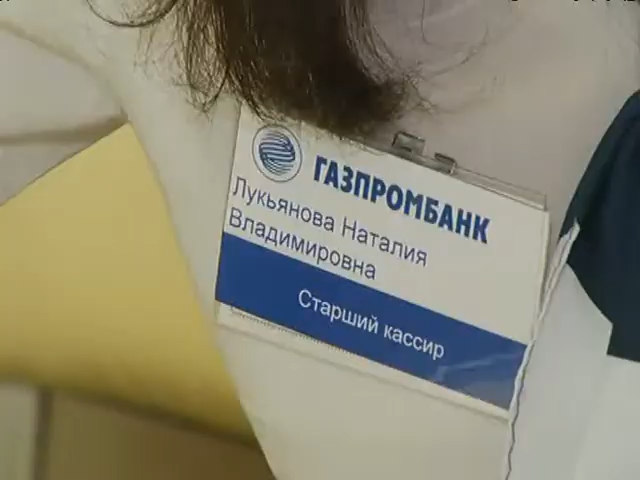 ГАЗПРОМБАНК
Лукьянова Наталия
Владимировна
Старший кассир